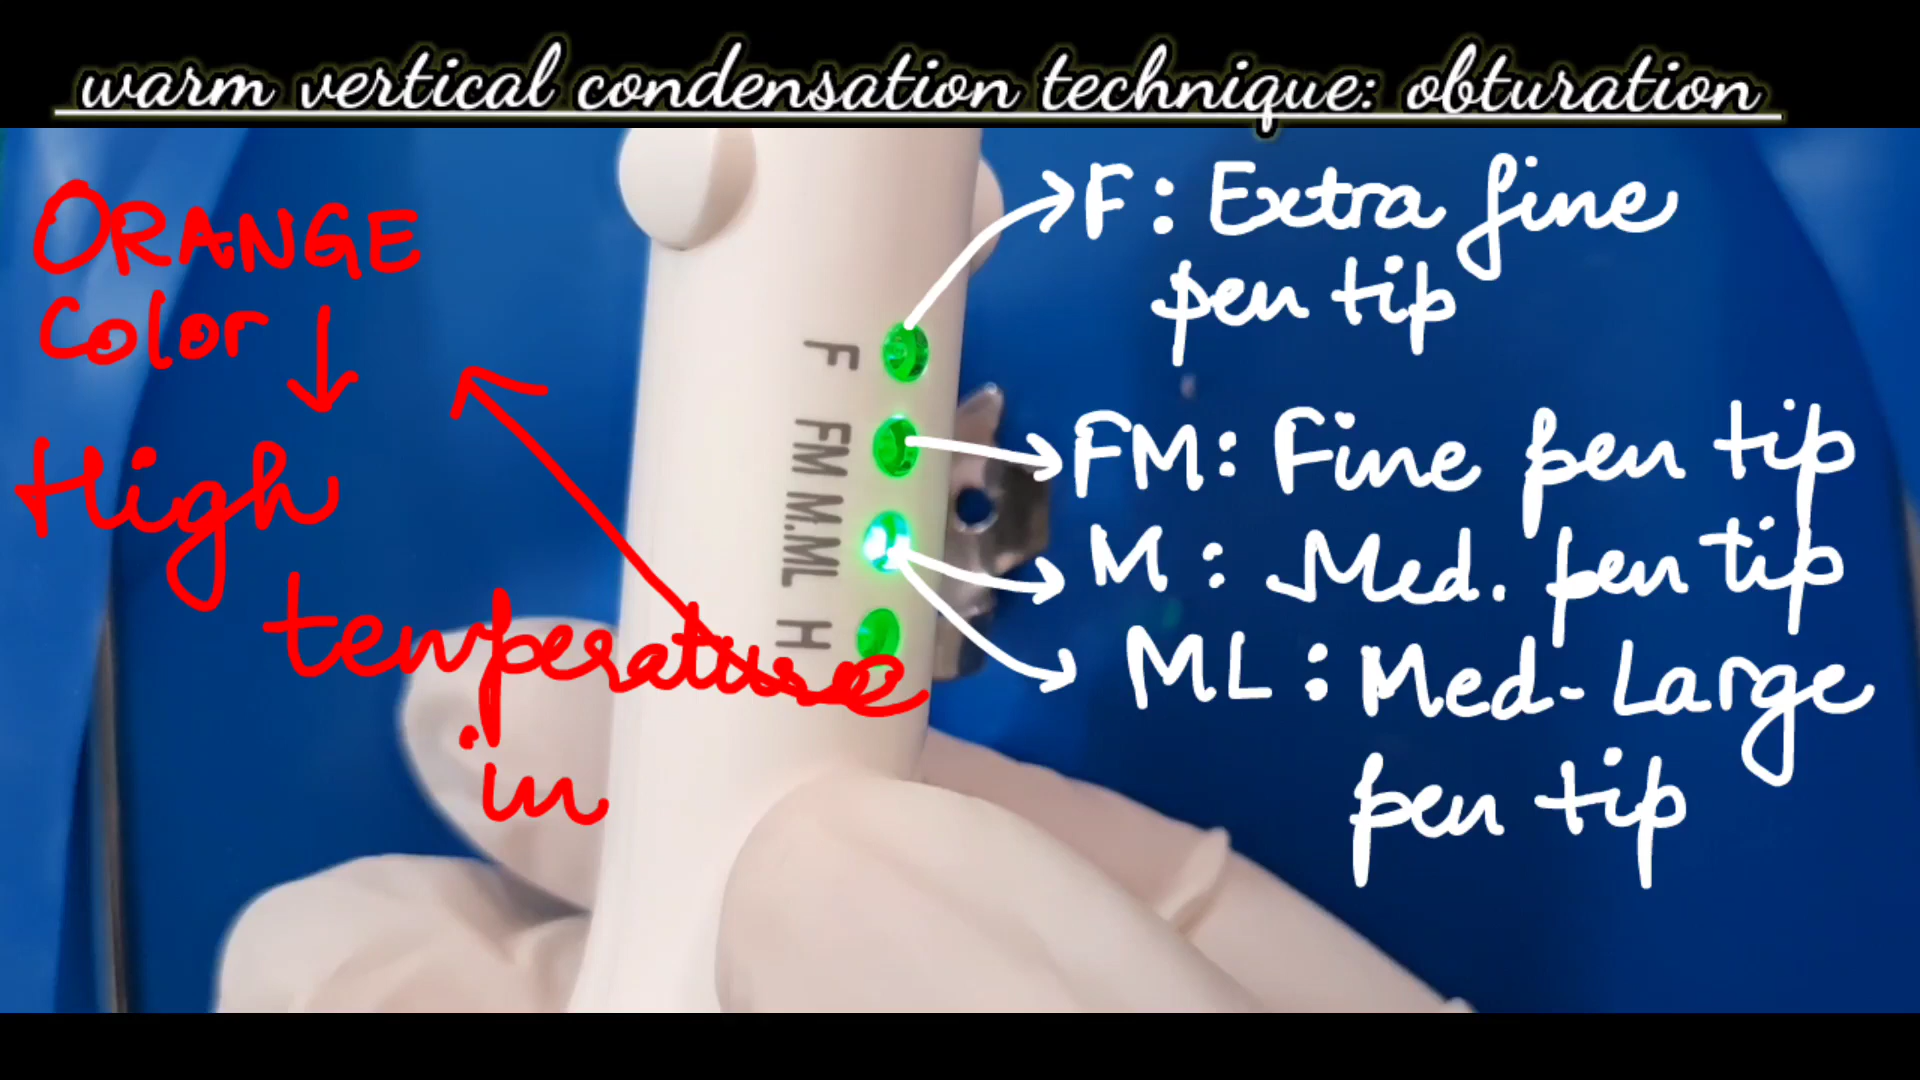 warm vertical condensation technique: obturation
ORANGE
Color
High
temperature
in
F
FM
M.ML
H
F: Extra fine
pen tip
FM: Fine pen tip
M: Med. pen tip
ML: Med-Large
pen tip